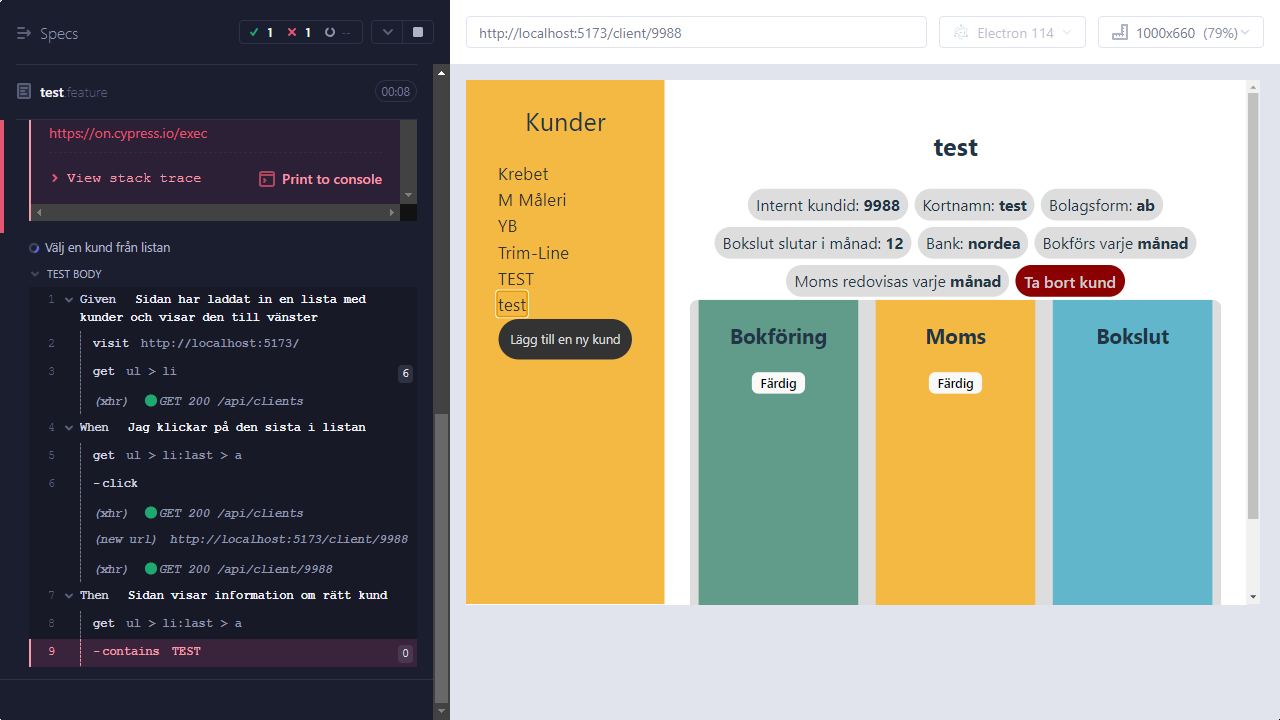 Specs
1
1
--
test.feature
00:08
https://on.cypress.io/exec
View stack trace
Print to console
Välj en kund från listan
TEST BODY
1 Given Sidan har laddat in en lista med
kunder och visar den till vänster
2 visit http://localhost:5173/
3 get ul > li 6
(xhr) GET 200 /api/clients
4 When Jag klickar på den sista i listan
5 get ul > li:last > a
6 -click
(xhr) GET 200 /api/clients
(new url) http://localhost:5173/client/9988
(xhr) GET 200 /api/client/9988
7 Then Sidan visar information om rätt kund
8 get ul > li:last > a
9 -contains TEST 0
http://localhost:5173/client/9988
Electron 114
1000x660 (79%)
Kunder
Krebet
M Måleri
YB
Trim-Line
TEST
test
Lägg till en ny kund
test
Internt kundid: 9988
Kortnamn: test
Bolagsform: ab
Bokslut slutar i månad: 12
Bank: nordea
Bokförs varje månad
Moms redovisas varje månad
Ta bort kund
Bokföring
Färdig
Moms
Färdig
Bokslut